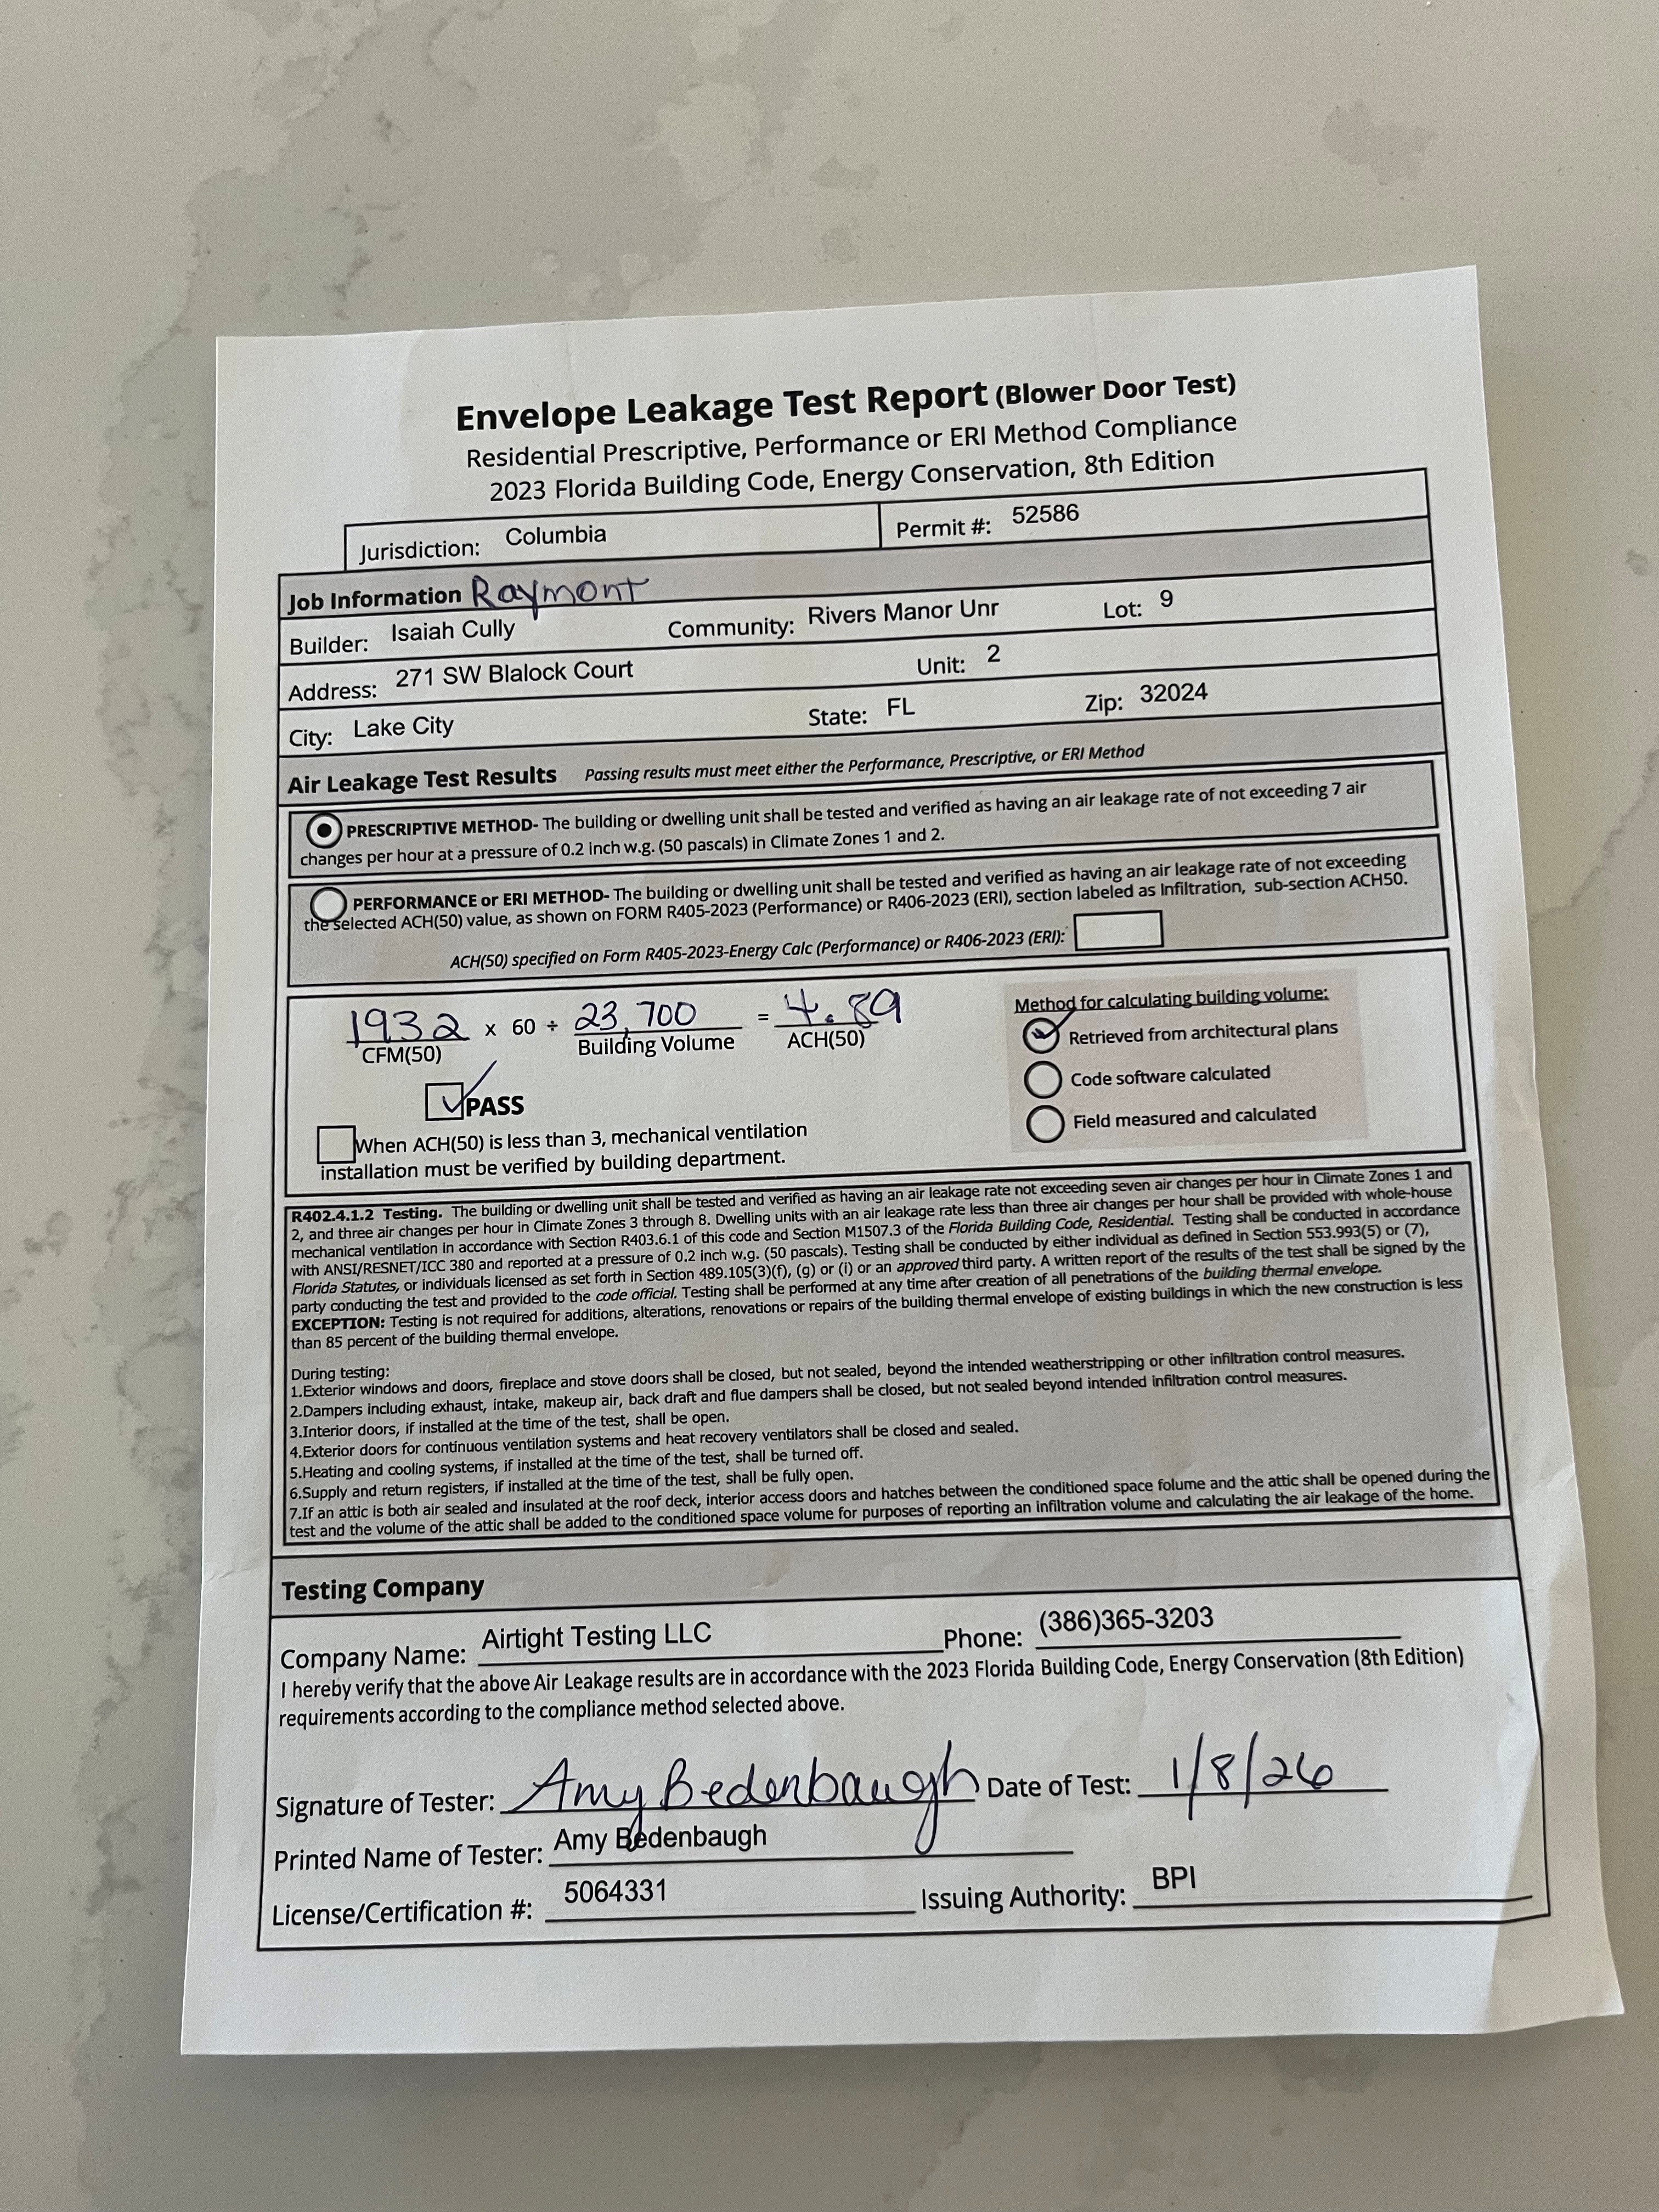 Envelope Leakage Test Report (Blower Door Test)
Residential Prescriptive, Performance or ERI Method Compliance
2023 Florida Building Code, Energy Conservation, 8th Edition
Jurisdiction: Columbia Permit #: 52586
Job Information Raymont
Builder: Isaiah Cully Community: Rivers Manor Unr Lot: 9
Address: 271 SW Blalock Court Unit: 2
City: Lake City State: FL Zip: 32024
Air Leakage Test Results Passing results must meet either the Performance, Prescriptive, or ERI Method
PRESCRIPTIVE METHOD- The building or dwelling unit shall be tested and verified as having an air leakage rate of not exceeding 7 air
changes per hour at a pressure of 0.2 inch w.g. (50 pascals) in Climate Zones 1 and 2.
PERFORMANCE or ERI METHOD- The building or dwelling unit shall be tested and verified as having an air leakage rate of not exceeding
the selected ACH(50) value, as shown on FORM R405-2023 (Performance) or R406-2023 (ERI), section labeled as Infiltration, sub-section ACH50.
ACH(50) specified on Form R405-2023-Energy Calc (Performance) or R406-2023 (ERI):
1932 x 60 ÷ 23,700 = 4.89
CFM(50) Building Volume ACH(50)
PASS
When ACH(50) is less than 3, mechanical ventilation
installation must be verified by building department.
Method for calculating building volume:
Retrieved from architectural plans
Code software calculated
Field measured and calculated
R402.4.1.2 Testing. The building or dwelling unit shall be tested and verified as having an air leakage rate not exceeding seven air changes per hour in Climate Zones 1 and
2, and three air changes per hour in Climate Zones 3 through 8. Dwelling units with an air leakage rate less than three air changes per hour shall be provided with whole-house
mechanical ventilation in accordance with Section R403.6.1 of this code and Section M1507.3 of the Florida Building Code, Residential. Testing shall be conducted in accordance
with ANSI/RESNET/ICC 380 and reported at a pressure of 0.2 inch w.g. (50 pascals). Testing shall be conducted by either individual as defined in Section 553.993(5) or (7),
Florida Statutes, or individuals licensed as set forth in Section 489.105(3)(f), (g) or (i) or an approved third party. A written report of the results of the test shall be signed by the
party conducting the test and provided to the code official. Testing shall be performed at any time after creation of all penetrations of the building thermal envelope.
EXCEPTION: Testing is not required for additions, alterations, renovations or repairs of the building thermal envelope of existing buildings in which the new construction is less
than 85 percent of the building thermal envelope.
During testing:
1.Exterior windows and doors, fireplace and stove doors shall be closed, but not sealed, beyond the intended weatherstripping or other infiltration control measures.
2.Dampers including exhaust, intake, makeup air, back draft and flue dampers shall be closed, but not sealed beyond intended infiltration control measures.
3.Interior doors, if installed at the time of the test, shall be open.
4.Exterior doors for continuous ventilation systems and heat recovery ventilators shall be closed and sealed.
5.Heating and cooling systems, if installed at the time of the test, shall be turned off.
6.Supply and return registers, if installed at the time of the test, shall be fully open.
7.If an attic is both air sealed and insulated at the roof deck, interior access doors and hatches between the conditioned space folume and the attic shall be opened during the
test and the volume of the attic shall be added to the conditioned space volume for purposes of reporting an infiltration volume and calculating the air leakage of the home.
Testing Company
Company Name: Airtight Testing LLC Phone: (386)365-3203
I hereby verify that the above Air Leakage results are in accordance with the 2023 Florida Building Code, Energy Conservation (8th Edition)
requirements according to the compliance method selected above.
Signature of Tester: Amy Bedenbaugh Date of Test: 1/8/26
Printed Name of Tester: Amy Bedenbaugh
License/Certification #: 5064331 Issuing Authority: BPI